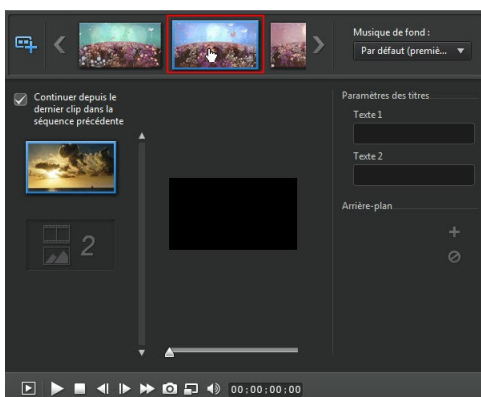 Musique de fond :
Par défaut (premiè...
Continuer depuis le
dernier clip dans la
séquence précédente
Paramètres des titres
Texte 1
Texte 2
Arrière-plan
2
00;00;00;00